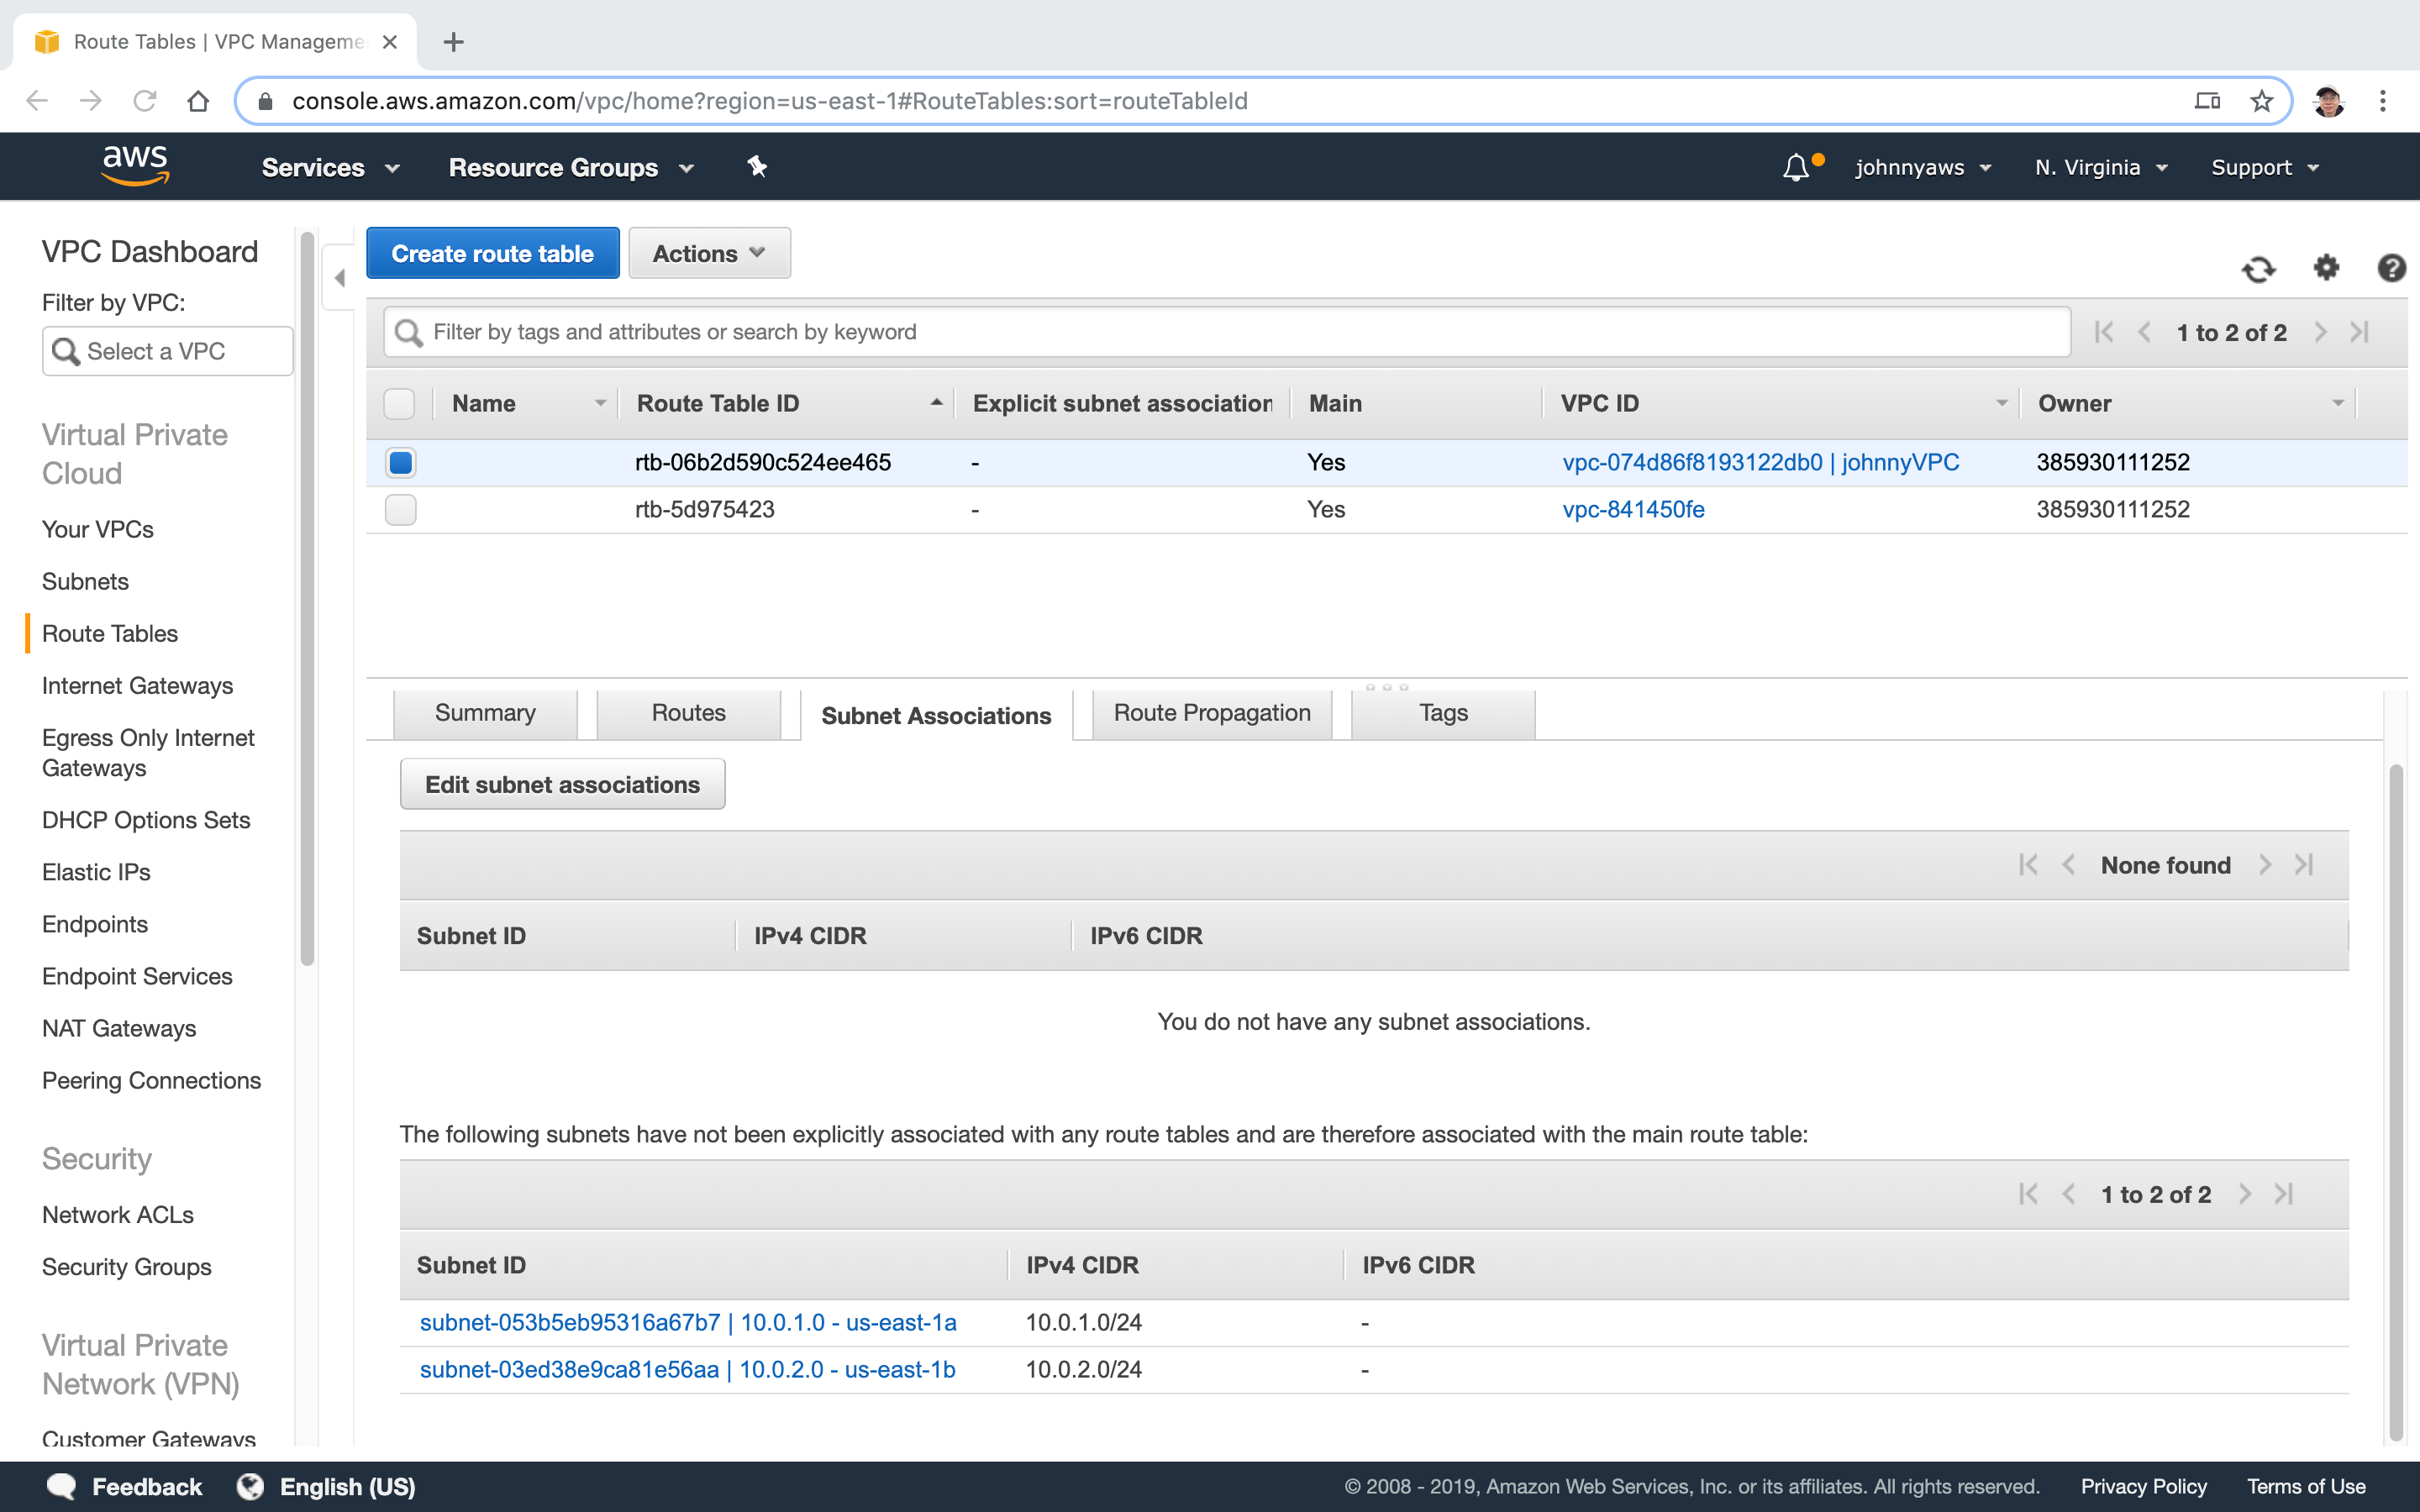 Route Tables | VPC Manageme
console.aws.amazon.com/vpc/home?region=us-east-1#RouteTables:sort=routeTableId
aws Services Resource Groups johnnyaws N. Virginia Support
VPC Dashboard
Filter by VPC:
Select a VPC
Virtual Private
Cloud
Your VPCs
Subnets
Route Tables
Internet Gateways
Egress Only Internet
Gateways
DHCP Options Sets
Elastic IPs
Endpoints
Endpoint Services
NAT Gateways
Peering Connections
Security
Network ACLs
Security Groups
Virtual Private
Network (VPN)
Customer Gateways
Create route table Actions
Filter by tags and attributes or search by keyword 1 to 2 of 2
Name Route Table ID Explicit subnet association Main VPC ID Owner
rtb-06b2d590c524ee465 - Yes vpc-074d86f8193122db0 | johnnyVPC 385930111252
rtb-5d975423 - Yes vpc-841450fe 385930111252
Summary Routes Subnet Associations Route Propagation Tags
Edit subnet associations
None found
Subnet ID IPv4 CIDR IPv6 CIDR
You do not have any subnet associations.
The following subnets have not been explicitly associated with any route tables and are therefore associated with the main route table:
1 to 2 of 2
Subnet ID IPv4 CIDR IPv6 CIDR
subnet-053b5eb95316a67b7 | 10.0.1.0 - us-east-1a 10.0.1.0/24 -
subnet-03ed38e9ca81e56aa | 10.0.2.0 - us-east-1b 10.0.2.0/24 -
Feedback English (US) © 2008 - 2019, Amazon Web Services, Inc. or its affiliates. All rights reserved. Privacy Policy Terms of Use